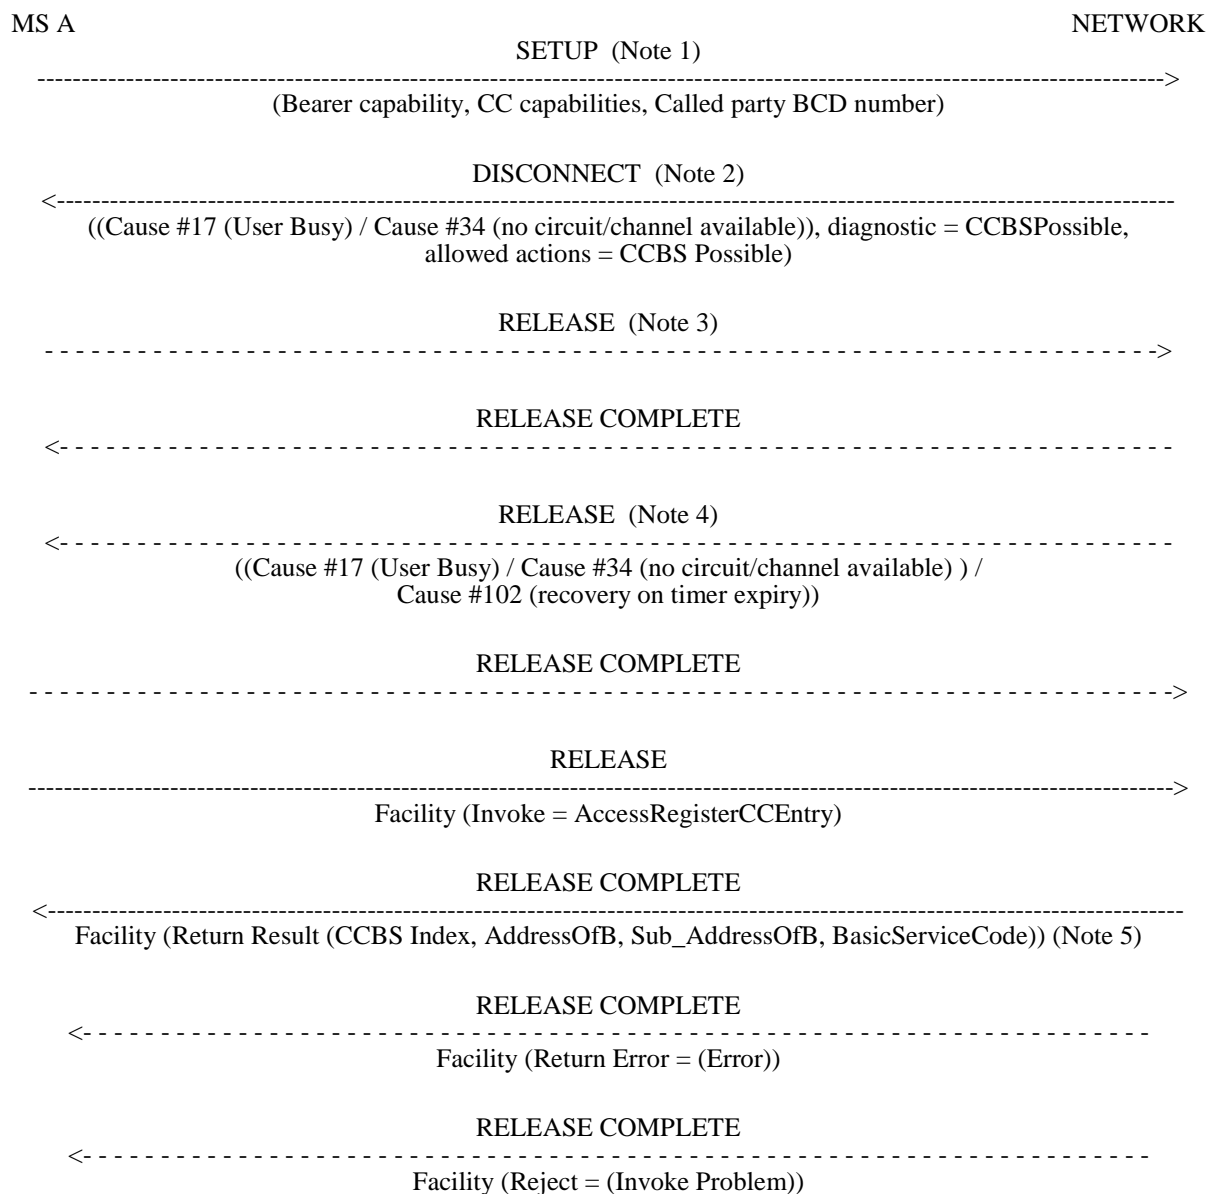 MS A NETWORK
SETUP (Note 1)
(Bearer capability, CC capabilities, Called party BCD number)
DISCONNECT (Note 2)
((Cause #17 (User Busy) / Cause #34 (no circuit/channel available)), diagnostic = CCBSPossible,
allowed actions = CCBS Possible)
RELEASE (Note 3)
RELEASE COMPLETE
RELEASE (Note 4)
((Cause #17 (User Busy) / Cause #34 (no circuit/channel available) ) /
Cause #102 (recovery on timer expiry))
RELEASE COMPLETE
RELEASE
Facility (Invoke = AccessRegisterCCEntry)
RELEASE COMPLETE
Facility (Return Result (CCBS Index, AddressOfB, Sub_AddressOfB, BasicServiceCode)) (Note 5)
RELEASE COMPLETE
Facility (Return Error = (Error))
RELEASE COMPLETE
Facility (Reject = (Invoke Problem))